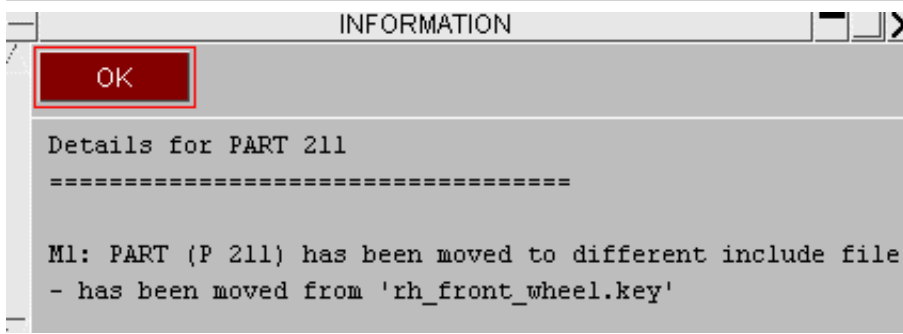 INFORMATION
OK
Details for PART 211
===================================
M1: PART (P 211) has been moved to different include file
- has been moved from 'rh_front_wheel.key'